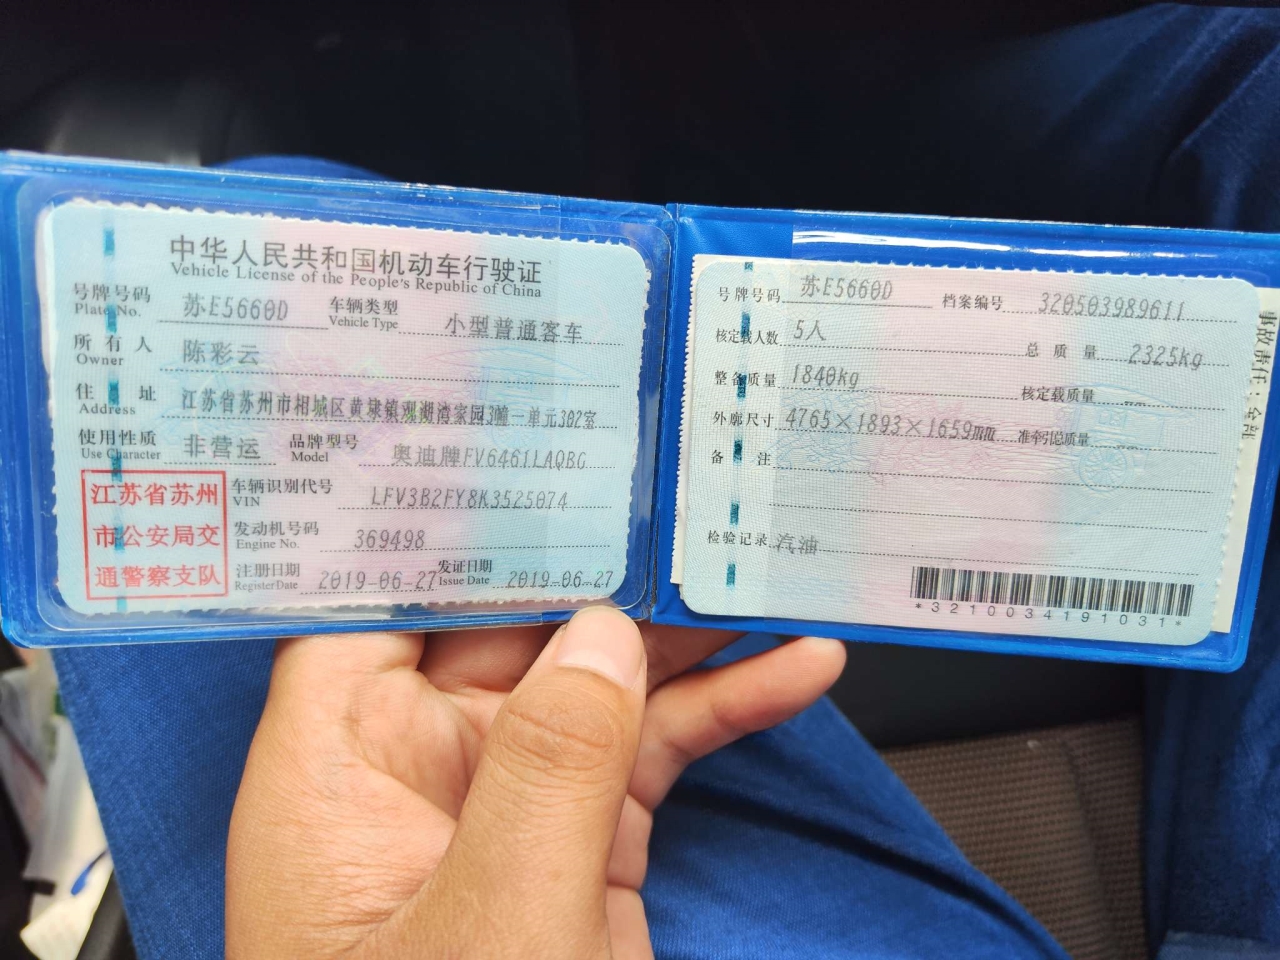 中华人民共和国机动车行驶证
Vehicle License of the People's Republic of China
号牌号码 苏E5660D 车辆类型 小型普通客车
Plate No. Vehicle Type
所有人 陈彩云
Owner
住址 江苏省苏州市相城区黄埭镇观湖湾家园3幢一单元302室
Address
使用性质 非营运 品牌型号 奥迪牌FV6461LAQBG
Use Character Model
江苏省苏州
市公安局交
通警察支队
车辆识别代号 LFV3B2FY8K3525074
VIN
发动机号码 369498
Engine No.
注册日期 2019-06-27 发证日期 2019-06-27
Register Date Issue Date
号牌号码 苏E5660D 档案编号 320503989611
核定载人数 5人 总质量 2325kg
整备质量 1840kg 核定载质量 --
外廓尺寸 4765×1893×1659mm 准牵引总质量 --
备注
检验记录 汽油
*3210034191031*
事故责任：全部